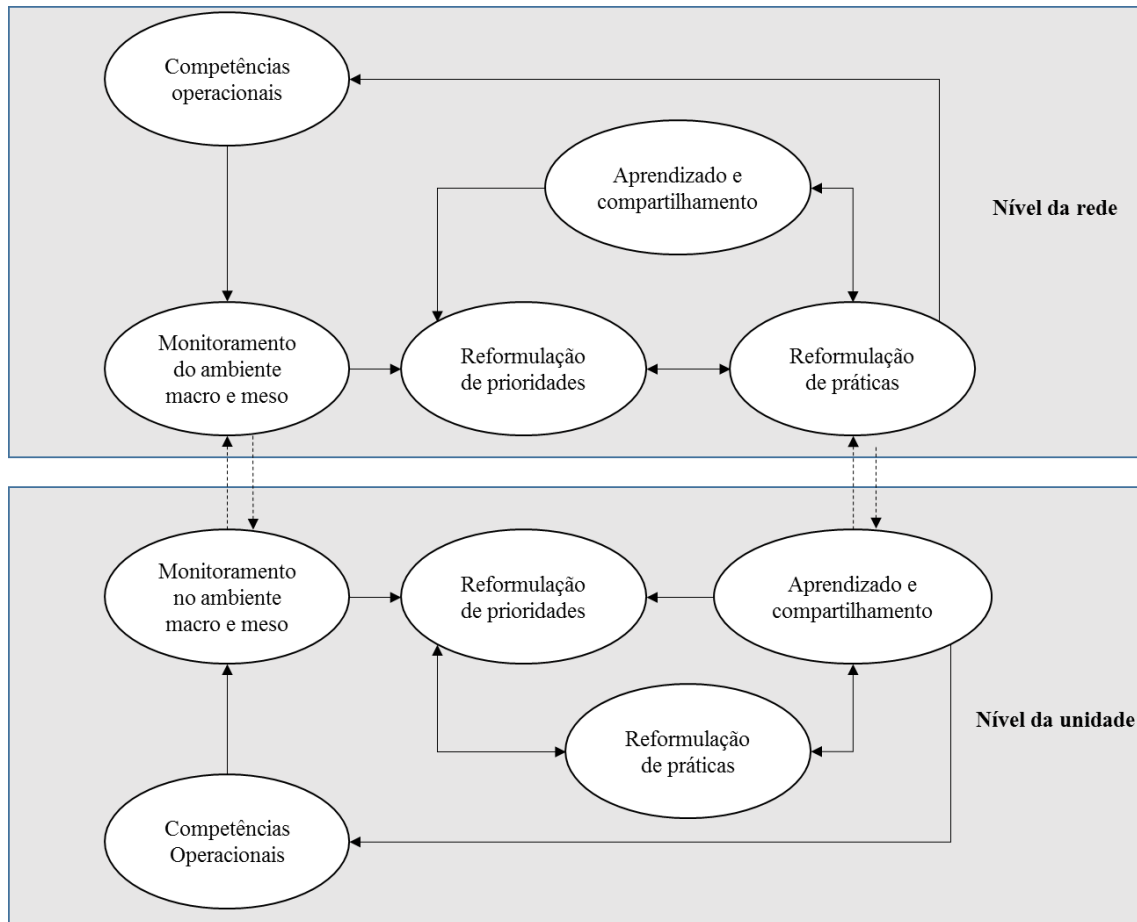 Competências
operacionais
Aprendizado e
compartilhamento
Nível da rede
Monitoramento
do ambiente
macro e meso
Reformulação
de prioridades
Reformulação
de práticas
Monitoramento
no ambiente
macro e meso
Reformulação
de prioridades
Aprendizado e
compartilhamento
Nível da unidade
Reformulação
de práticas
Competências
Operacionais